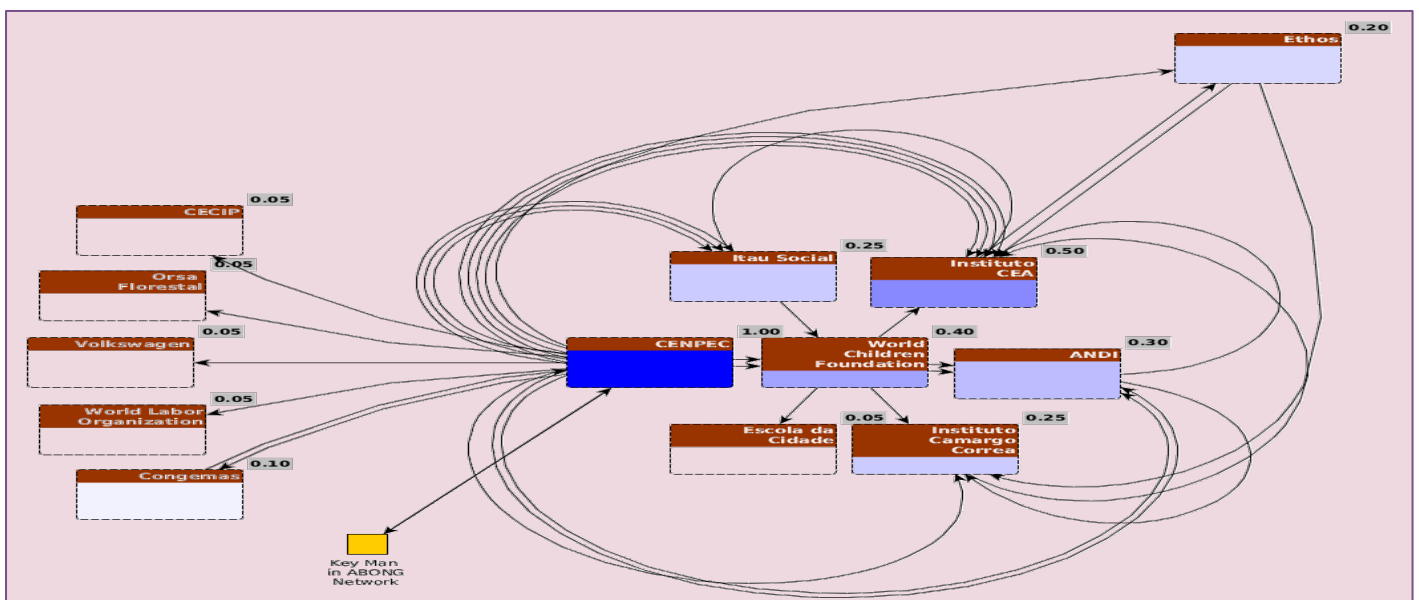 0.20
Ethos
0.05
CECIP
0.05
Orsa
Florestal
0.05
Volkswagen
0.05
World Labor
Organization
0.10
Congemas
0.25
Itau Social
0.50
Instituto
CEA
1.00
CENPEC
0.40
World
Children
Foundation
0.30
ANDI
0.05
Escola da
Cidade
0.25
Instituto
Camargo
Correa
Key Man
in ABONG
Network